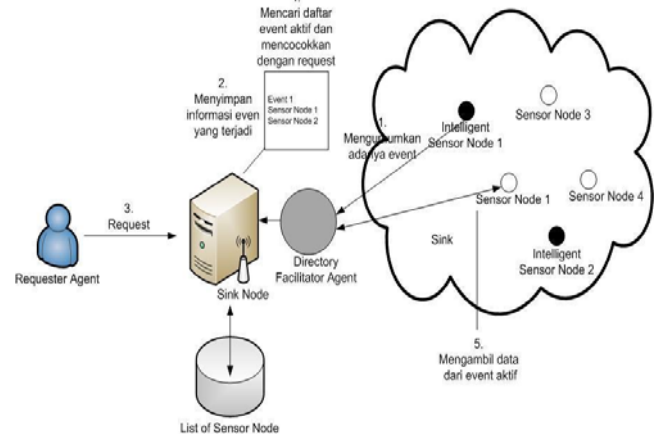 Mencari daftar
event aktif dan
mencocokkan
dengan request
2.
Menyimpan
informasi even
yang terjadi
Event 1
Sensor Node 1
Sensor Node 2
1.
Mengumumkan
adanya event
Intelligent
Sensor Node 1
Sensor Node 3
Sensor Node 1
Sensor Node 4
Sink
Intelligent
Sensor Node 2
3.
Request
Requester Agent
Sink Node
Directory
Facilitator Agent
5.
Mengambil data
dari event aktif
List of Sensor Node